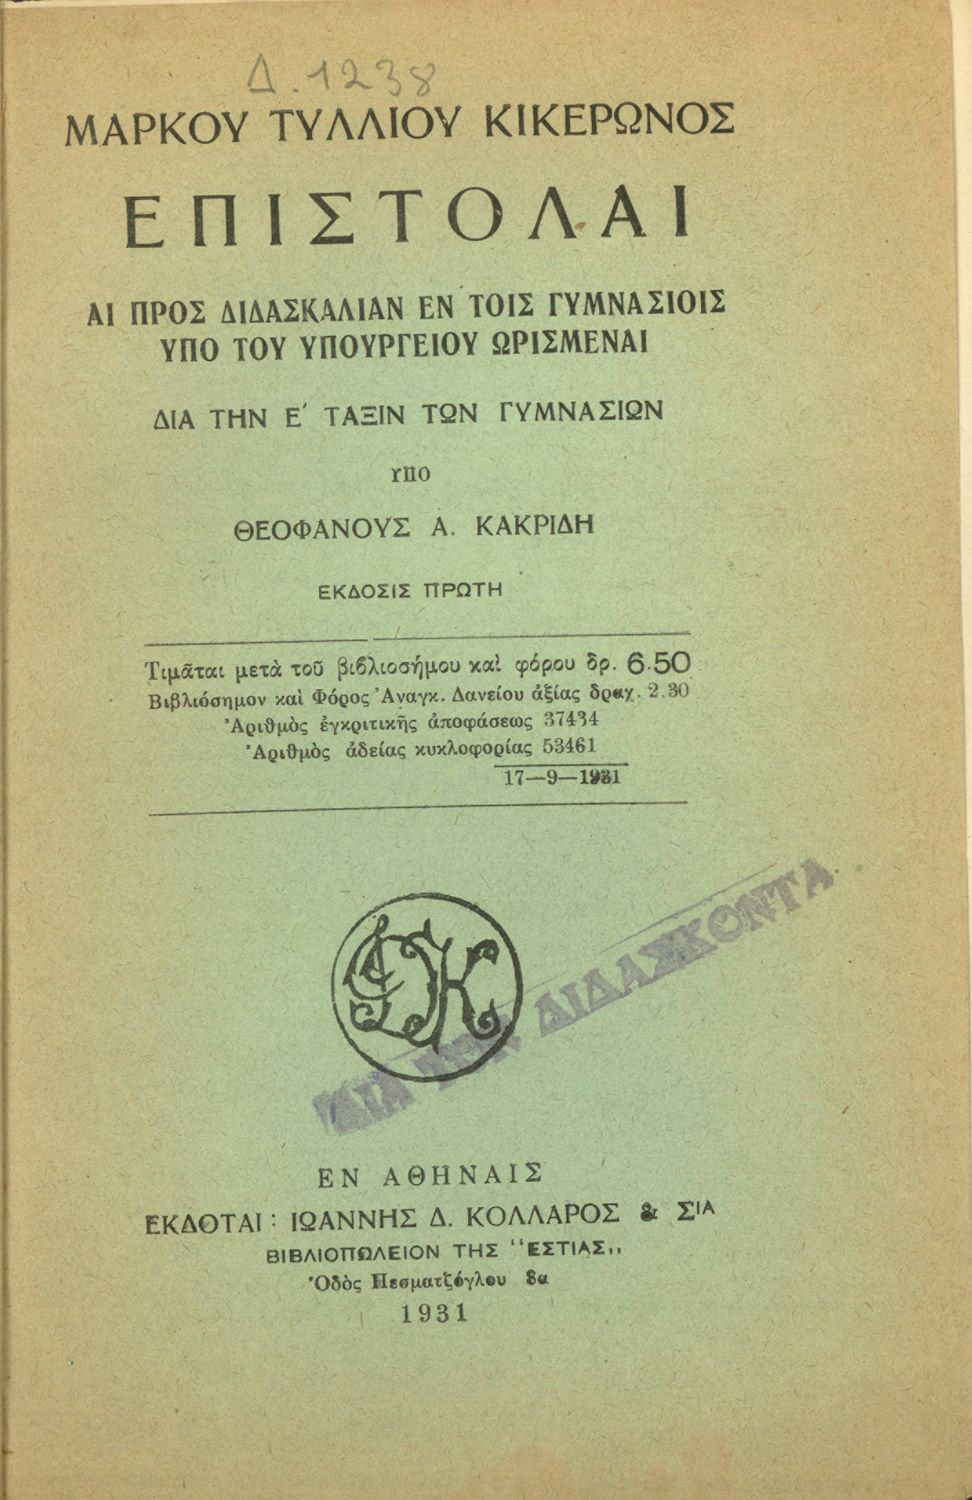 Δ. 1238
ΜΑΡΚΟΥ ΤΥΛΛΙΟΥ ΚΙΚΕΡΩΝΟΣ
ΕΠΙΣΤΟΛΑΙ
ΑΙ ΠΡΟΣ ΔΙΔΑΣΚΑΛΙΑΝ ΕΝ ΤΟΙΣ ΓΥΜΝΑΣΙΟΙΣ
ΥΠΟ ΤΟΥ ΥΠΟΥΡΓΕΙΟΥ ΩΡΙΣΜΕΝΑΙ
ΔΙΑ ΤΗΝ Ε΄ ΤΑΞΙΝ ΤΩΝ ΓΥΜΝΑΣΙΩΝ
ΥΠΟ
ΘΕΟΦΑΝΟΥΣ Α. ΚΑΚΡΙΔΗ
ΕΚΔΟΣΙΣ ΠΡΩΤΗ
Τιμᾶται μετὰ τοῦ βιβλιοσήμου καὶ φόρου δρ. 6.50
Βιβλιόσημον καὶ Φόρος Ἀναγκ. Δανείου ἀξίας δραχ. 2.30
Ἀριθμὸς ἐγκριτικῆς ἀποφάσεως 37434
Ἀριθμὸς ἀδείας κυκλοφορίας 53461
17—9—1931
ΔΙΑ ΤΟΝ ΔΙΔΑΣΚΟΝΤΑ
ΕΝ ΑΘΗΝΑΙΣ
ΕΚΔΟΤΑΙ: ΙΩΑΝΝΗΣ Δ. ΚΟΛΛΑΡΟΣ & ΣΙΑ
ΒΙΒΛΙΟΠΩΛΕΙΟΝ ΤΗΣ "ΕΣΤΙΑΣ,,
Ὁδὸς Πεσματζόγλου 8α
1931